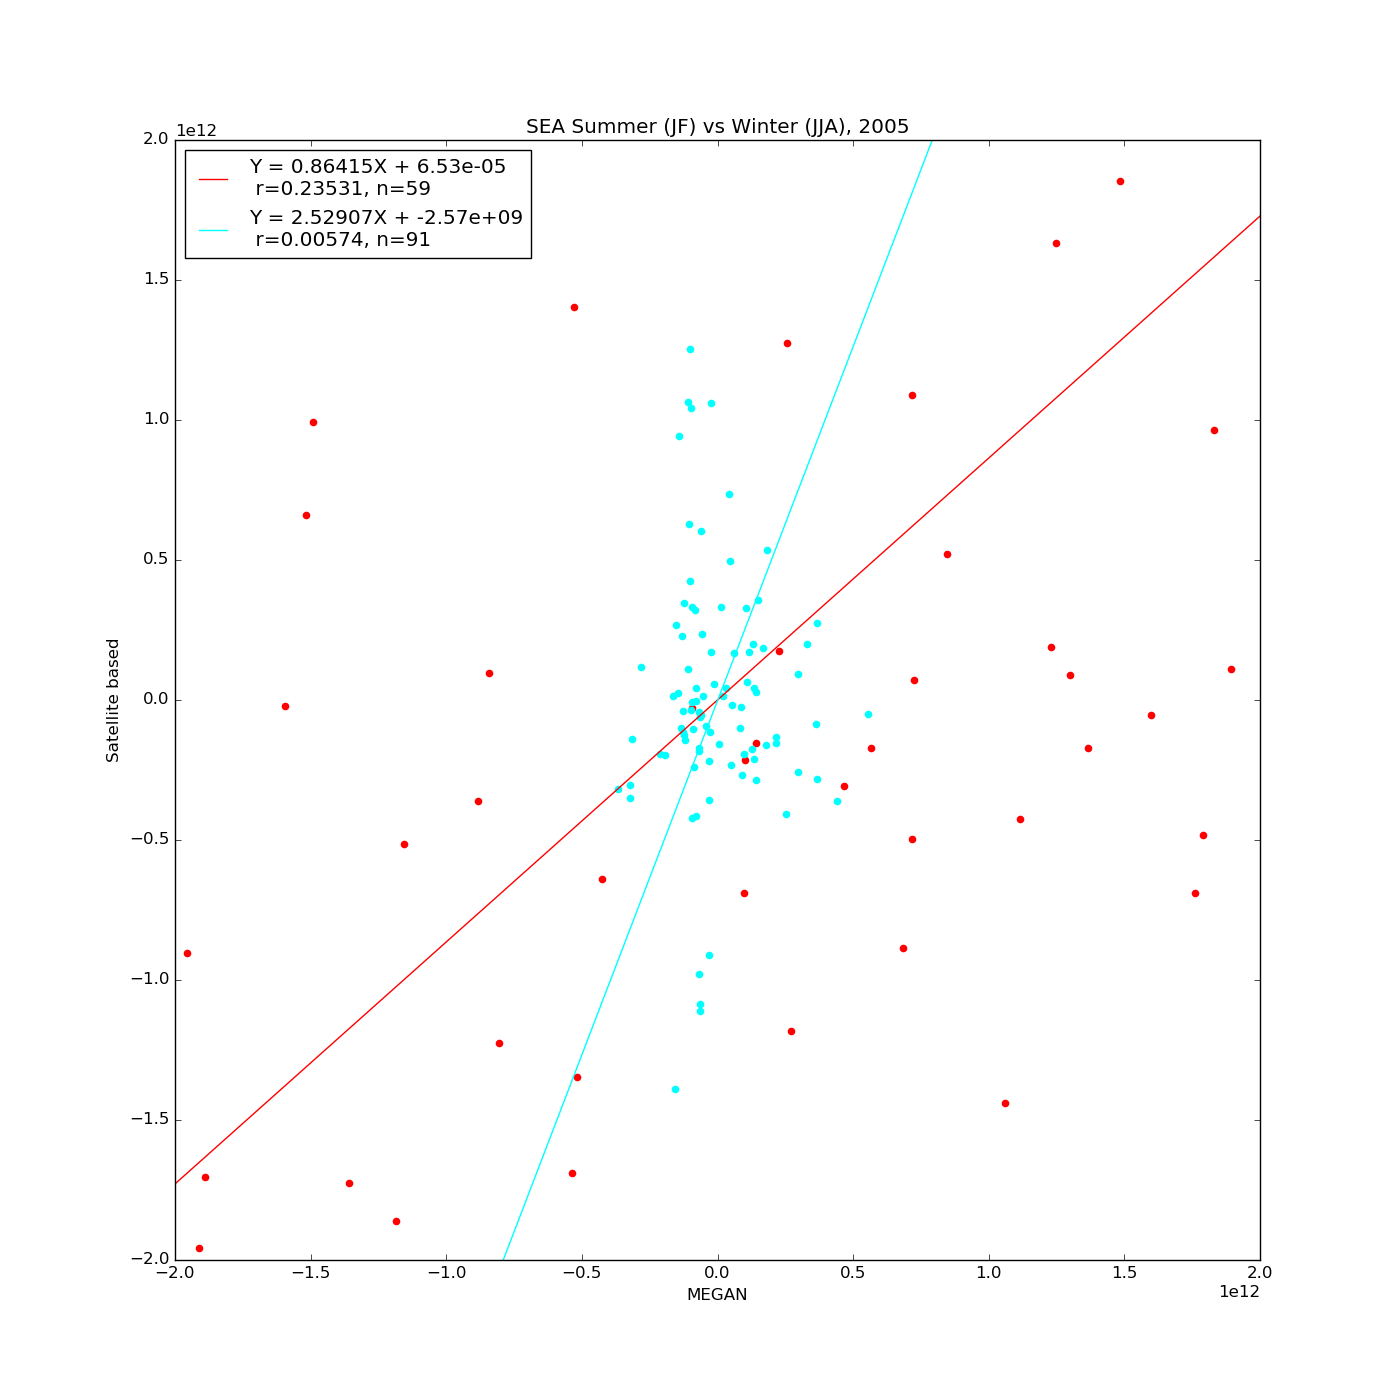 SEA Summer (JF) vs Winter (JJA), 2005
1e12
2.0
1.5
1.0
0.5
0.0
−0.5
−1.0
−1.5
−2.0
Y = 0.86415X + 6.53e-05
r=0.23531, n=59
Y = 2.52907X + -2.57e+09
r=0.00574, n=91
Satellite based
−2.0 −1.5 −1.0 −0.5 0.0 0.5 1.0 1.5 2.0
MEGAN
1e12